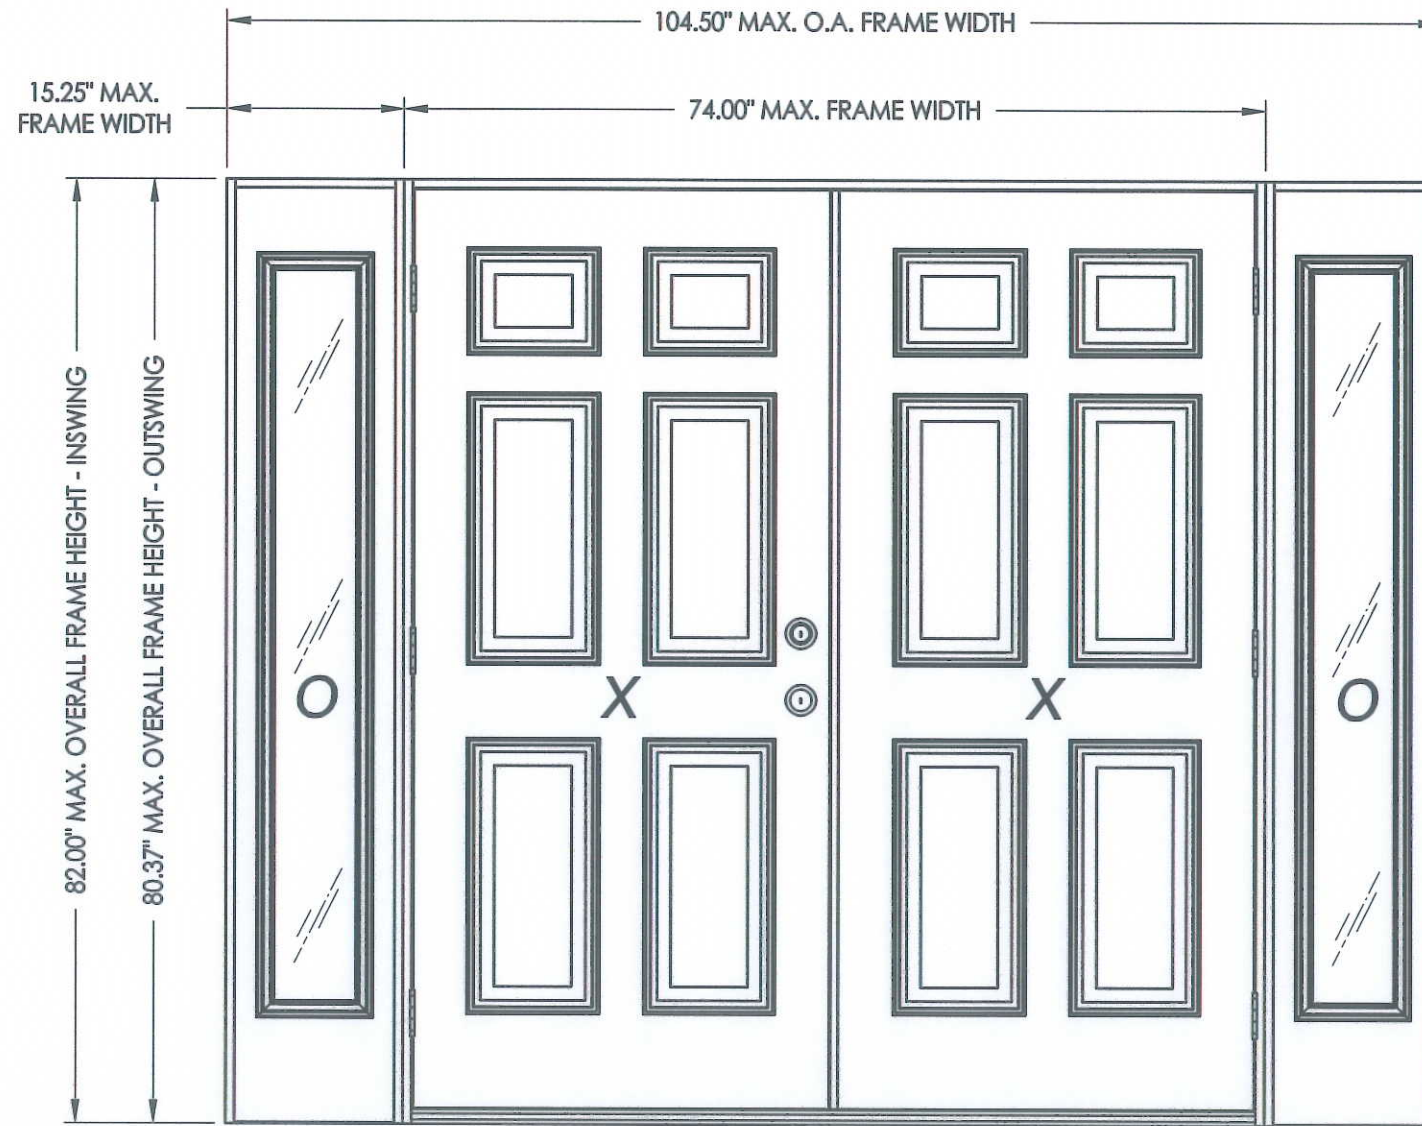 104.50" MAX. O.A. FRAME WIDTH
15.25" MAX.
FRAME WIDTH
74.00" MAX. FRAME WIDTH
82.00" MAX. OVERALL FRAME HEIGHT - INSWING
80.37" MAX. OVERALL FRAME HEIGHT - OUTSWING
O
X
X
O